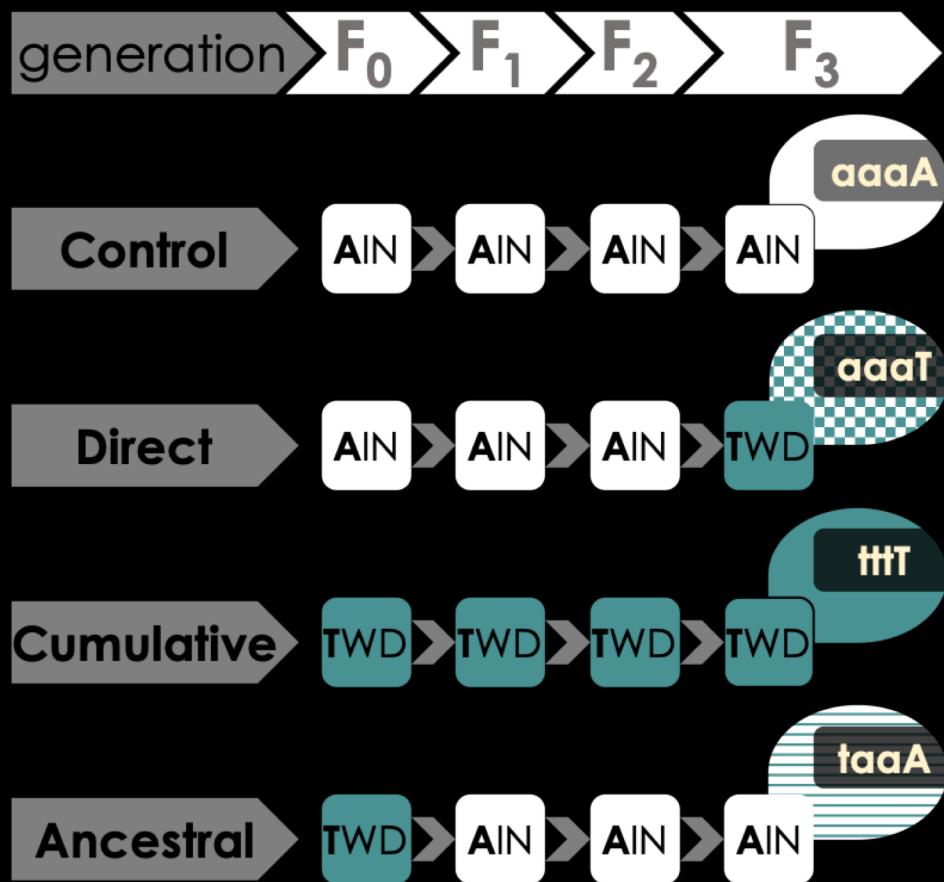 generation F0 F1 F2 F3
aaaA
Control AIN AIN AIN AIN
aaaT
Direct AIN AIN AIN TWD
tttT
Cumulative TWD TWD TWD TWD
taaA
Ancestral TWD AIN AIN AIN